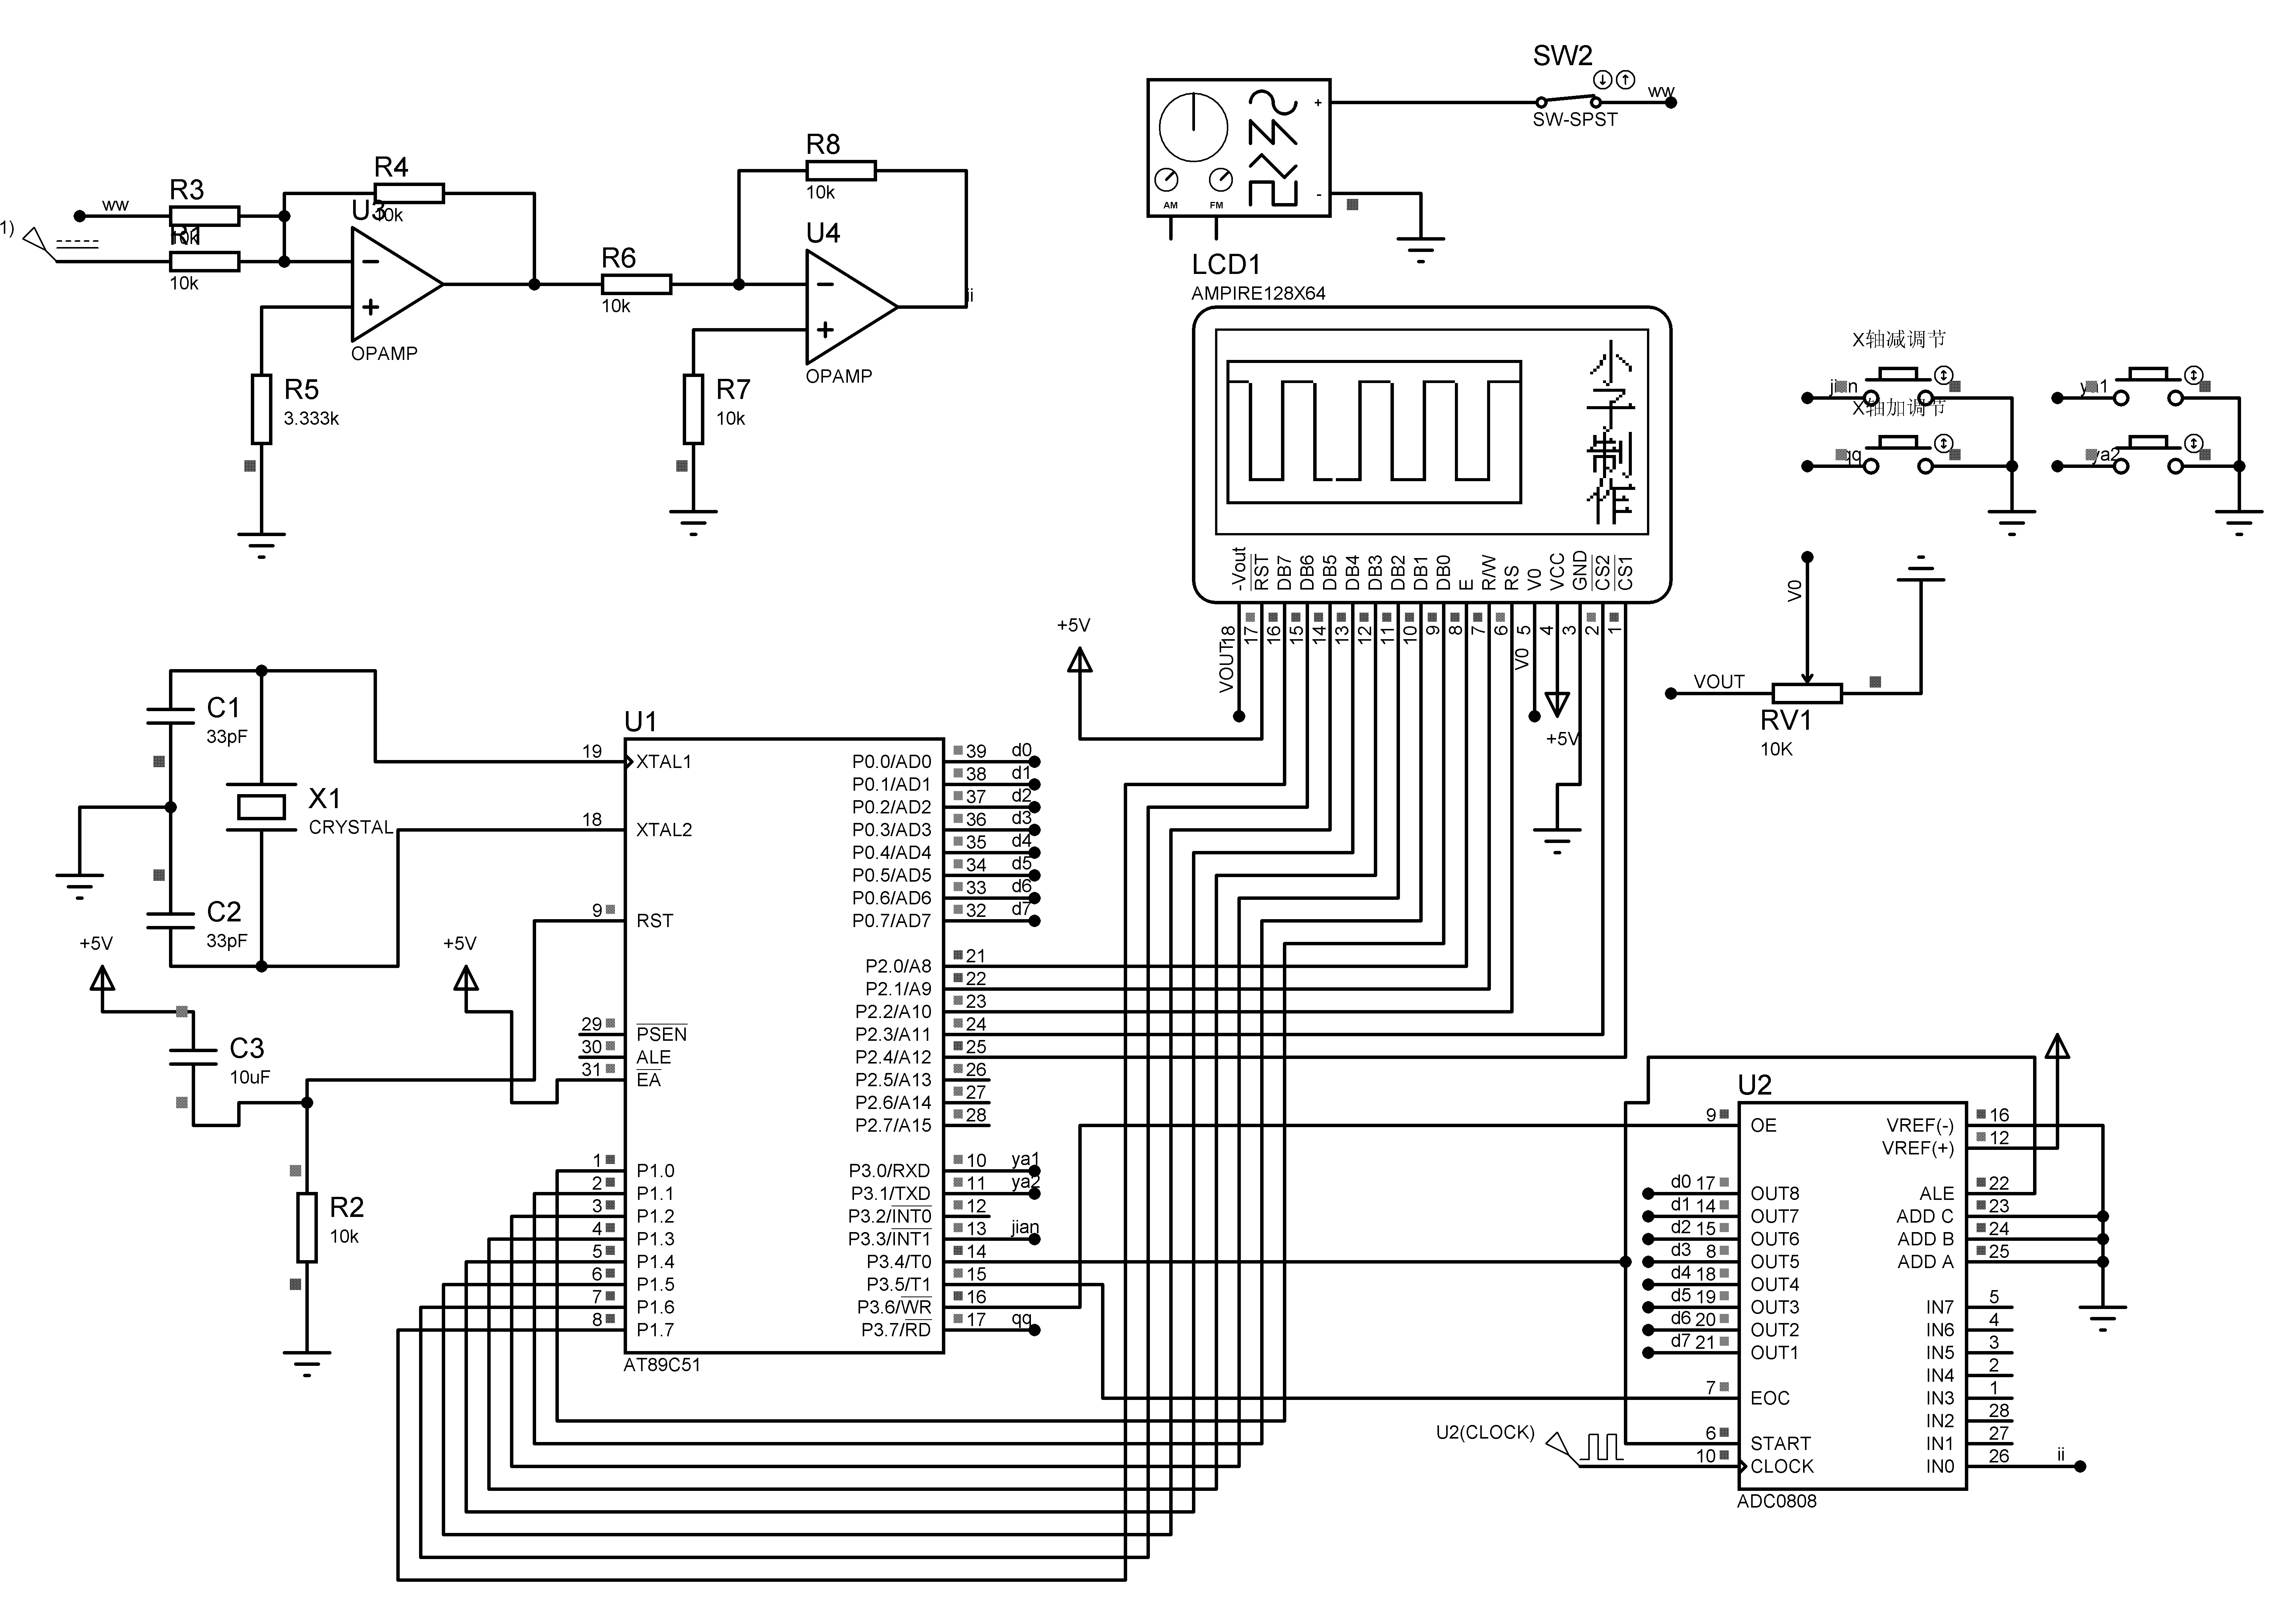 SW2
SW-SPST
ww
+
-
AM
FM
R8
10k
R4
10k
R3
10k
ww
1)
R1
10k
U3
OPAMP
R6
10k
U4
OPAMP
ii
R5
3.333k
R7
10k
LCD1
AMPIRE128X64
小子制作
-Vout
RST
DB7
DB6
DB5
DB4
DB3
DB2
DB1
DB0
E
R/W
RS
V0
VCC
GND
CS2
CS1
18
17
16
15
14
13
12
11
10
9
8
7
6
5
4
3
2
1
VOUT
V0
+5V
+5V
X轴减调节
jian
X轴加调节
qq
ya1
ya2
V0
VOUT
RV1
10K
C1
33pF
X1
CRYSTAL
C2
33pF
+5V
+5V
C3
10uF
R2
10k
U1
19 XTAL1
18 XTAL2
9 RST
29 PSEN
30 ALE
31 EA
1 P1.0
2 P1.1
3 P1.2
4 P1.3
5 P1.4
6 P1.5
7 P1.6
8 P1.7
P0.0/AD0 39 d0
P0.1/AD1 38 d1
P0.2/AD2 37 d2
P0.3/AD3 36 d3
P0.4/AD4 35 d4
P0.5/AD5 34 d5
P0.6/AD6 33 d6
P0.7/AD7 32 d7
P2.0/A8 21
P2.1/A9 22
P2.2/A10 23
P2.3/A11 24
P2.4/A12 25
P2.5/A13 26
P2.6/A14 27
P2.7/A15 28
P3.0/RXD 10 ya1
P3.1/TXD 11 ya2
P3.2/INT0 12
P3.3/INT1 13 jian
P3.4/T0 14
P3.5/T1 15
P3.6/WR 16
P3.7/RD 17 qq
AT89C51
U2
9 OE
d0 17 OUT8
d1 14 OUT7
d2 15 OUT6
d3 8 OUT5
d4 18 OUT4
d5 19 OUT3
d6 20 OUT2
d7 21 OUT1
7 EOC
6 START
10 CLOCK
U2(CLOCK)
VREF(-) 16
VREF(+) 12
ALE 22
ADD C 23
ADD B 24
ADD A 25
IN7 5
IN6 4
IN5 3
IN4 2
IN3 1
IN2 28
IN1 27
IN0 26 ii
ADC0808